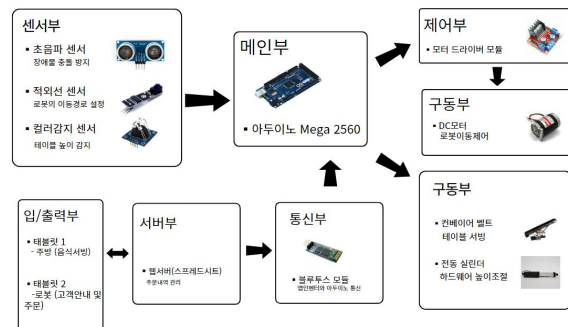 센서부
▪ 초음파 센서
장애물 충돌 방지
▪ 적외선 센서
로봇의 이동경로 설정
▪ 컬러감지 센서
테이블 높이 감지
메인부
▪ 아두이노 Mega 2560
제어부
▪ 모터 드라이버 모듈
구동부
▪ DC모터
로봇이동제어
구동부
▪ 컨베이어 벨트
테이블 서빙
▪ 전동 실린더
하드웨어 높이조절
입/출력부
▪ 태블릿 1
- 주방 (음식서빙)
▪ 태블릿 2
-로봇 (고객안내 및
주문)
서버부
▪ 웹서버(스프레드시트)
주문내역 관리
통신부
▪ 블루투스 모듈
앱인벤터와 아두이노 통신